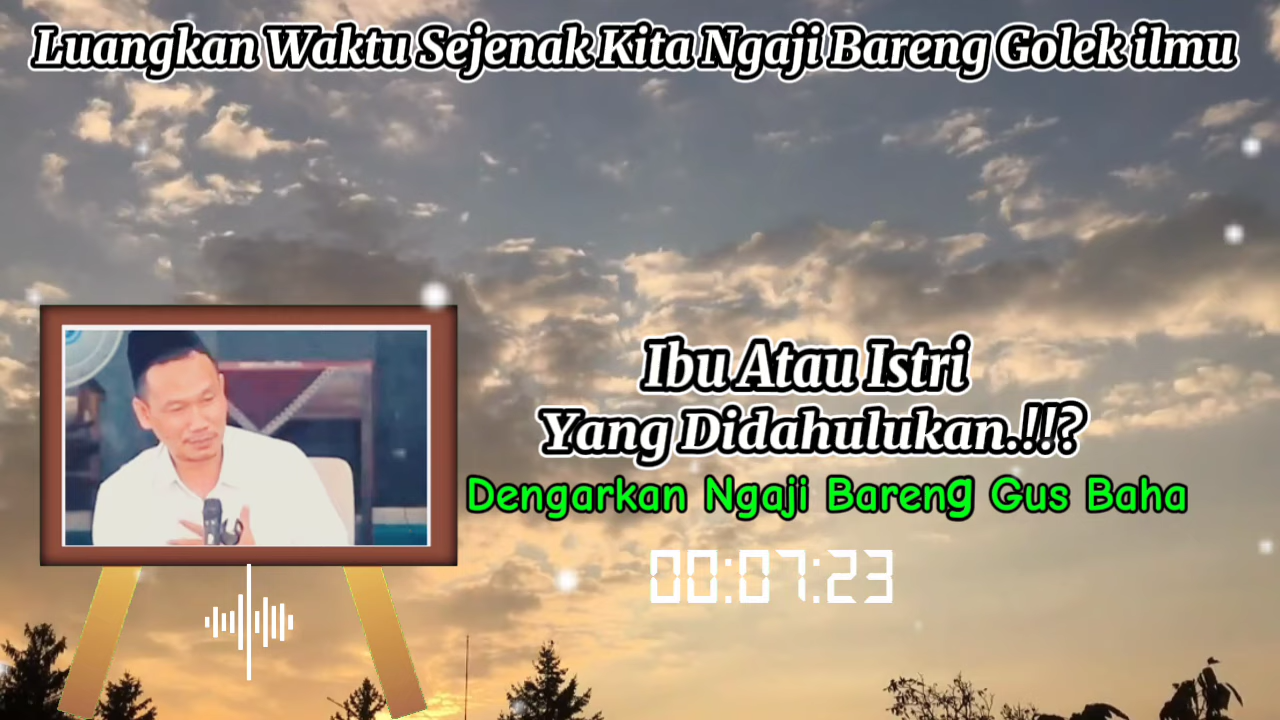 Luangkan Waktu Sejenak Kita Ngaji Bareng Golek ilmu
Ibu Atau Istri
Yang Didahulukan.!!!?
Dengarkan Ngaji Bareng Gus Baha
00:07:23